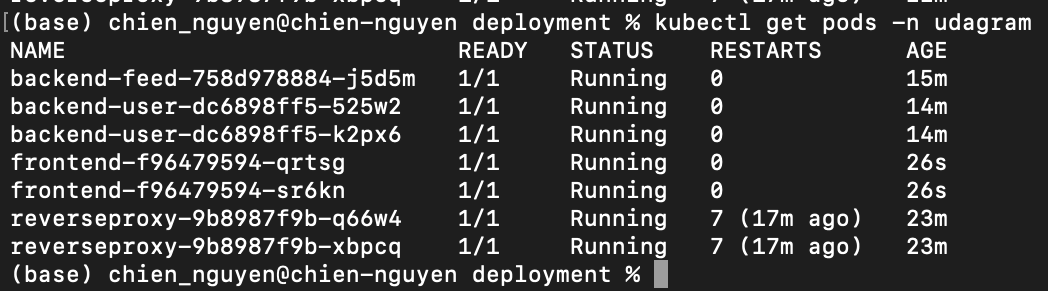 [(base) chien_nguyen@chien-nguyen deployment % kubectl get pods -n udagram
NAME READY STATUS RESTARTS AGE
backend-feed-758d978884-j5d5m 1/1 Running 0 15m
backend-user-dc6898ff5-525w2 1/1 Running 0 14m
backend-user-dc6898ff5-k2px6 1/1 Running 0 14m
frontend-f96479594-qrtsg 1/1 Running 0 26s
frontend-f96479594-sr6kn 1/1 Running 0 26s
reverseproxy-9b8987f9b-q66w4 1/1 Running 7 (17m ago) 23m
reverseproxy-9b8987f9b-xbpcq 1/1 Running 7 (17m ago) 23m
(base) chien_nguyen@chien-nguyen deployment %